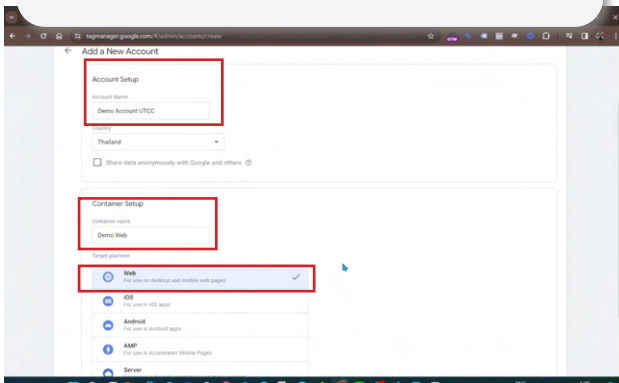 tagmanager.google.com/#/admin/accounts/create
Add a New Account
Account Setup
Account Name
Demo Account UTCC
Country
Thailand
Share data anonymously with Google and others
Container Setup
Container name
Demo Web
Target platform
Web
For use on desktop and mobile web pages
iOS
For use in iOS apps
Android
For use in Android apps
AMP
For use in Accelerated Mobile Pages
Server